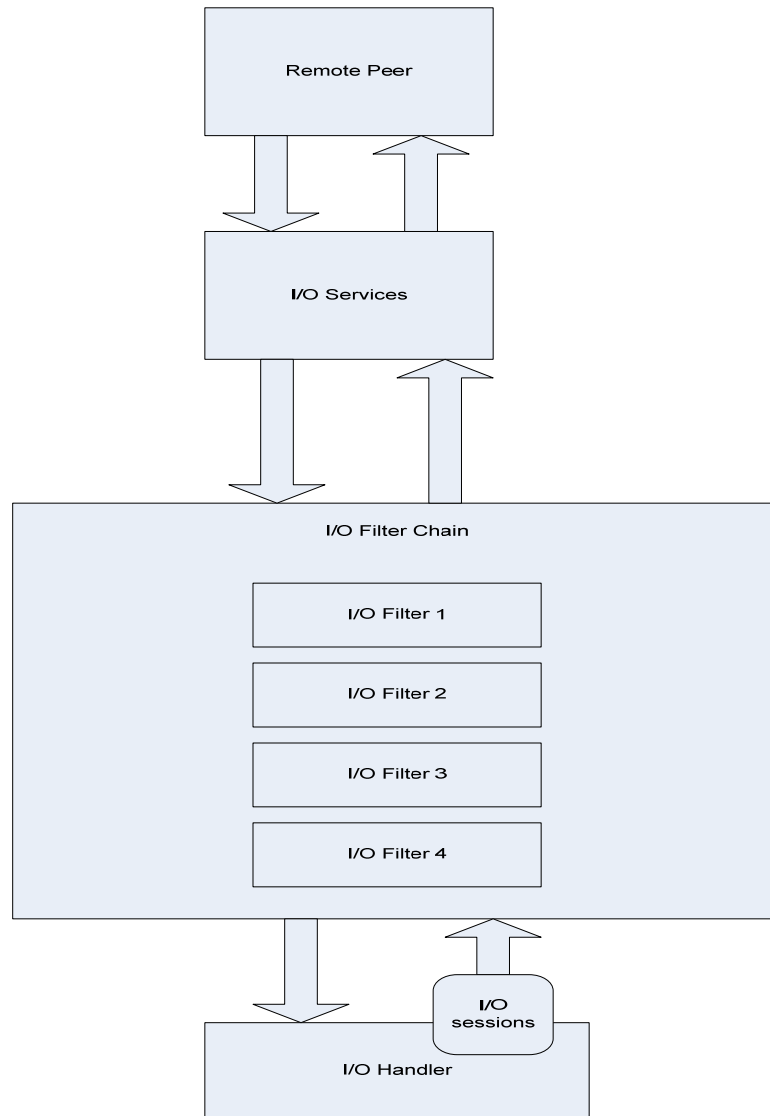 Remote Peer
I/O Services
I/O Filter Chain
I/O Filter 1
I/O Filter 2
I/O Filter 3
I/O Filter 4
I/O
sessions
I/O Handler